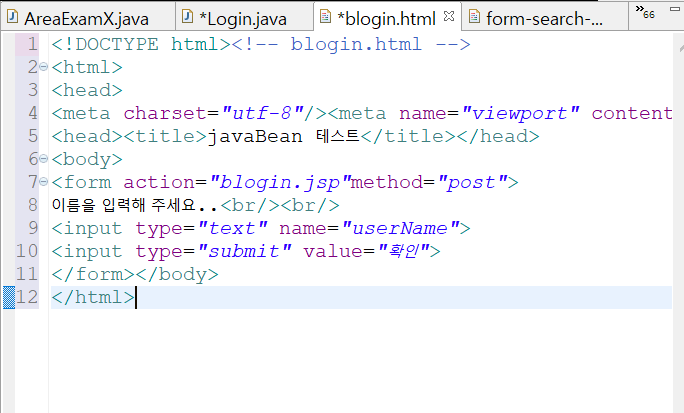 AreaExamX.java *Login.java *blogin.html form-search-... »66
1 <!DOCTYPE html><!-- blogin.html -->
2 <html>
3 <head>
4 <meta charset="utf-8"/><meta name="viewport" content
5 <head><title>javaBean 테스트</title></head>
6 <body>
7 <form action="blogin.jsp"method="post">
8 이름을 입력해 주세요..<br/><br/>
9 <input type="text" name="userName">
10 <input type="submit" value="확인">
11 </form></body>
12 </html>